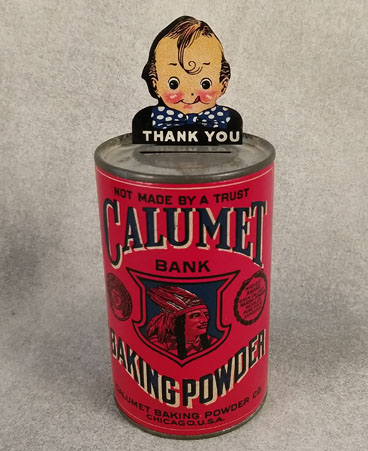 THANK YOU
NOT MADE BY A TRUST
CALUMET
BANK
BAKING POWDER
CALUMET BAKING POWDER CO.
CHICAGO, U.S.A.